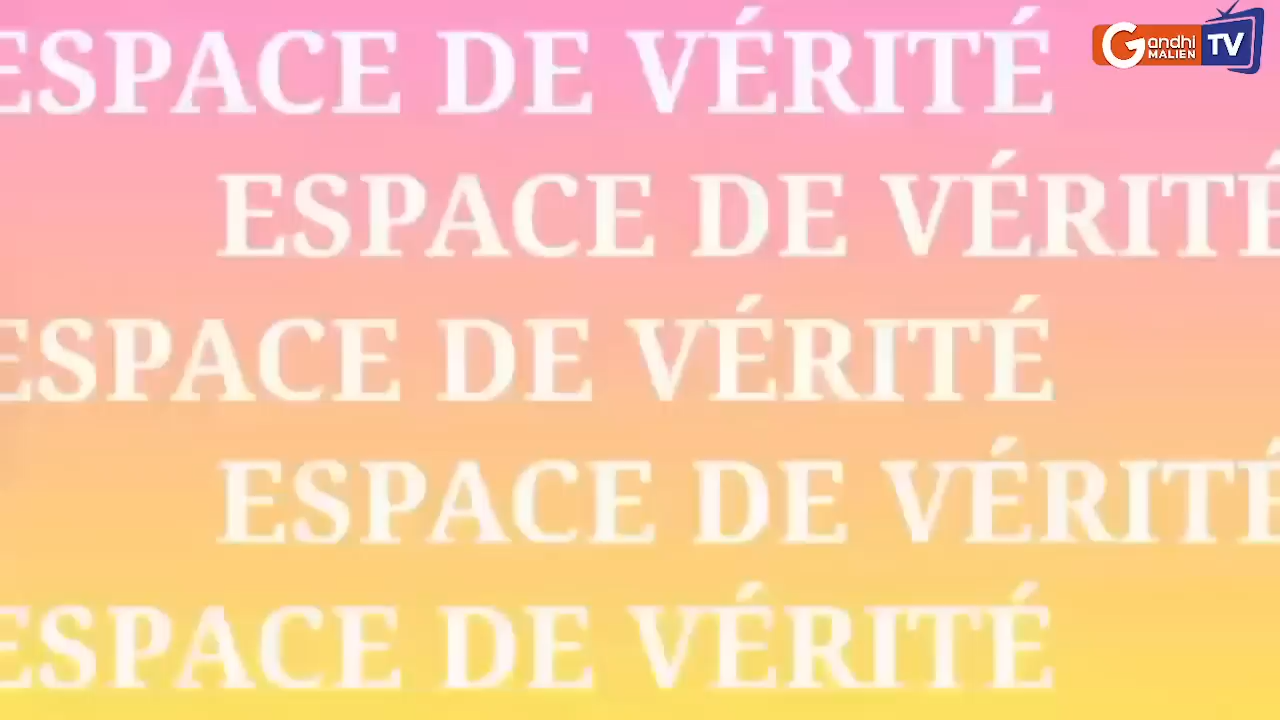 ESPACE DE VÉRITÉ
Gandhi
MALIEN
TV
ESPACE DE VÉRITÉ
ESPACE DE VÉRITÉ
ESPACE DE VÉRITÉ
ESPACE DE VÉRITÉ